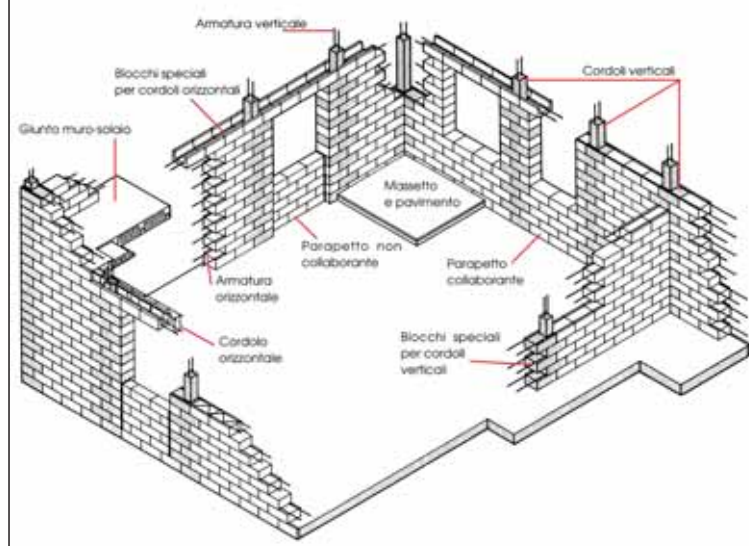 Armatura verticale
Blocchi speciali
per cordoli orizzontali
Cordoli verticali
Giunto muro-solaio
Massetto
e pavimento
Parapetto non
collaborante
Parapetto
collaborante
Armatura
orizzontale
Cordolo
orizzontale
Blocchi speciali
per cordoli
verticali